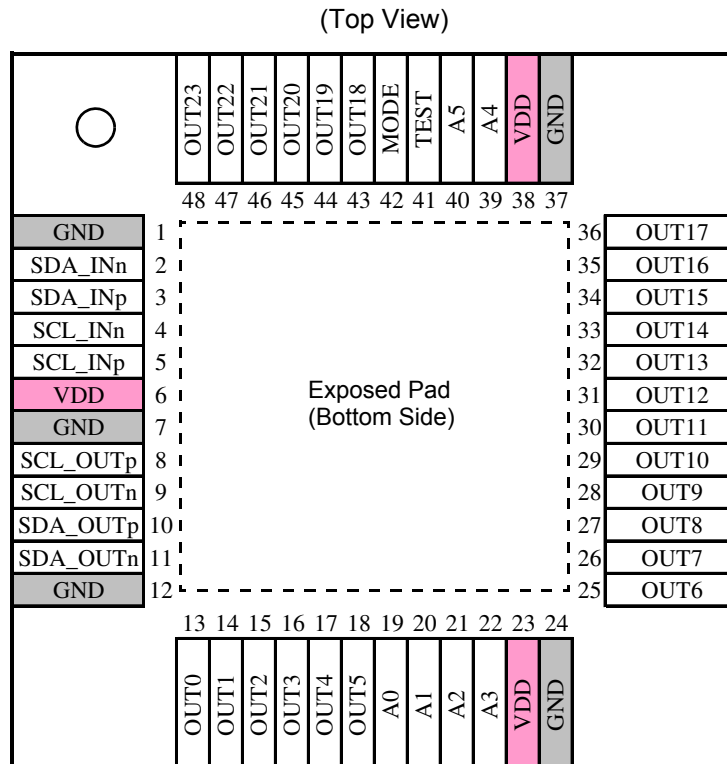 (Top View)
OUT23 OUT22 OUT21 OUT20 OUT19 OUT18 MODE TEST A5 A4 VDD GND
48 47 46 45 44 43 42 41 40 39 38 37
GND 1 36 OUT17
SDA_INn 2 35 OUT16
SDA_INp 3 34 OUT15
SCL_INn 4 33 OUT14
SCL_INp 5 32 OUT13
VDD 6 31 OUT12
GND 7 30 OUT11
SCL_OUTp 8 29 OUT10
SCL_OUTn 9 28 OUT9
SDA_OUTp 10 27 OUT8
SDA_OUTn 11 26 OUT7
GND 12 25 OUT6
Exposed Pad
(Bottom Side)
13 14 15 16 17 18 19 20 21 22 23 24
OUT0 OUT1 OUT2 OUT3 OUT4 OUT5 A0 A1 A2 A3 VDD GND